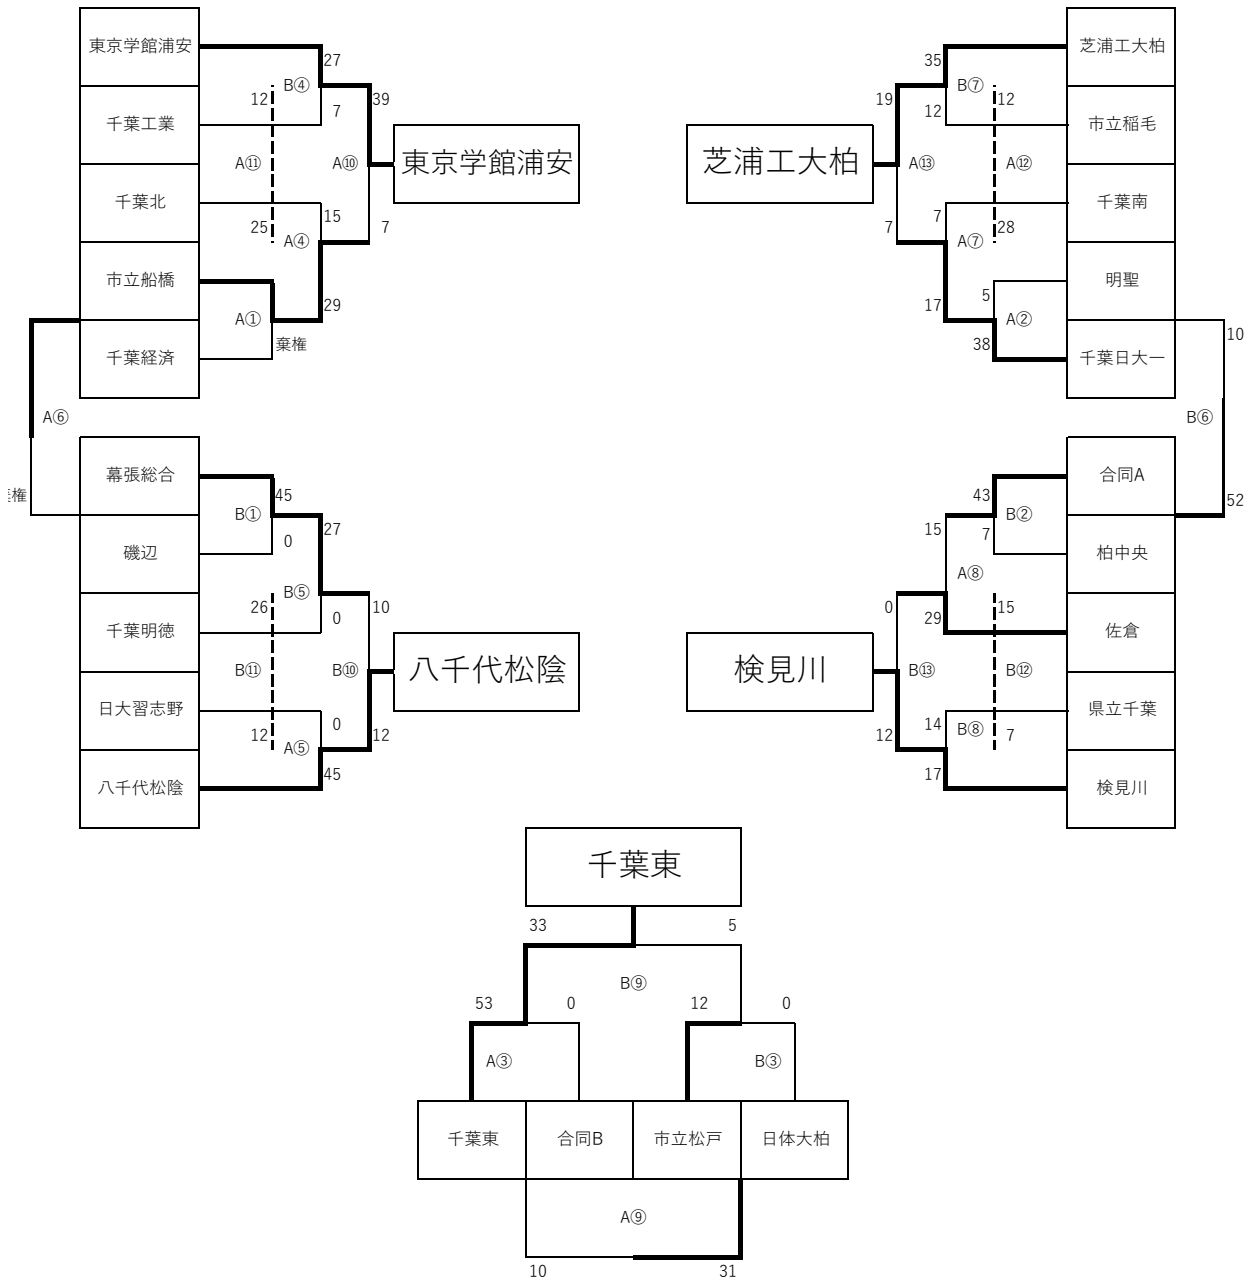 東京学館浦安
27
B④
12
39
7
千葉工業
東京学館浦安
A⑪
A⑩
千葉北
15
25
7
A④
市立船橋
29
A①
棄権
千葉経済
A⑥
幕張総合
45
権
B①
27
0
磯辺
B⑤
26
10
0
千葉明徳
八千代松陰
B⑪
B⑩
日大習志野
0
12
12
A⑤
45
八千代松陰
芝浦工大柏
35
B⑦
19
12
12
市立稲毛
芝浦工大柏
A⑬
A⑫
千葉南
7
7
28
A⑦
明聖
5
17
A②
10
38
千葉日大一
B⑥
合同A
43
52
B②
15
7
柏中央
A⑧
0
15
29
佐倉
検見川
B⑬
B⑫
県立千葉
14
12
B⑧
7
17
検見川
千葉東
33
5
B⑨
53
0
12
0
A③
B③
千葉東
合同B
市立松戸
日体大柏
A⑨
10
31